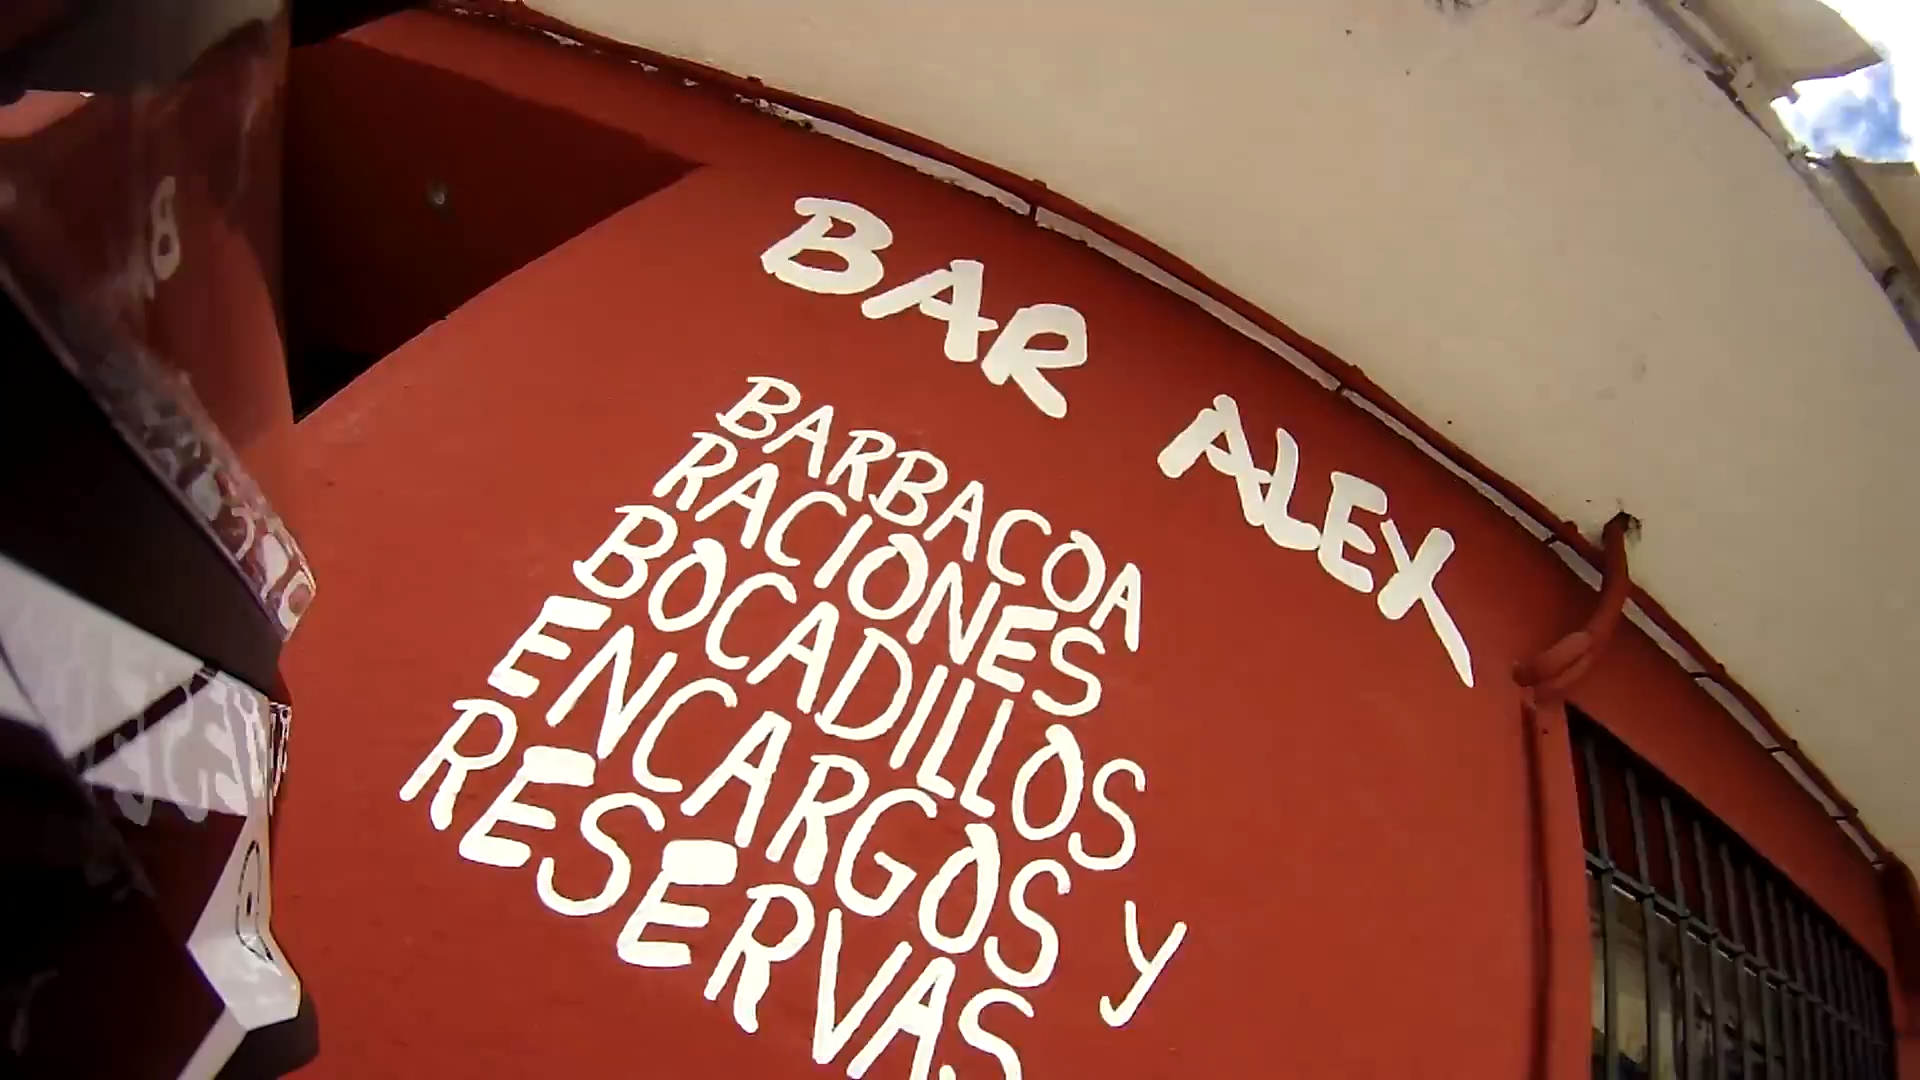 BAR ALEX
BARBACOA
RACIONES
BOCADILLOS
ENCARGOS y
RESERVAS